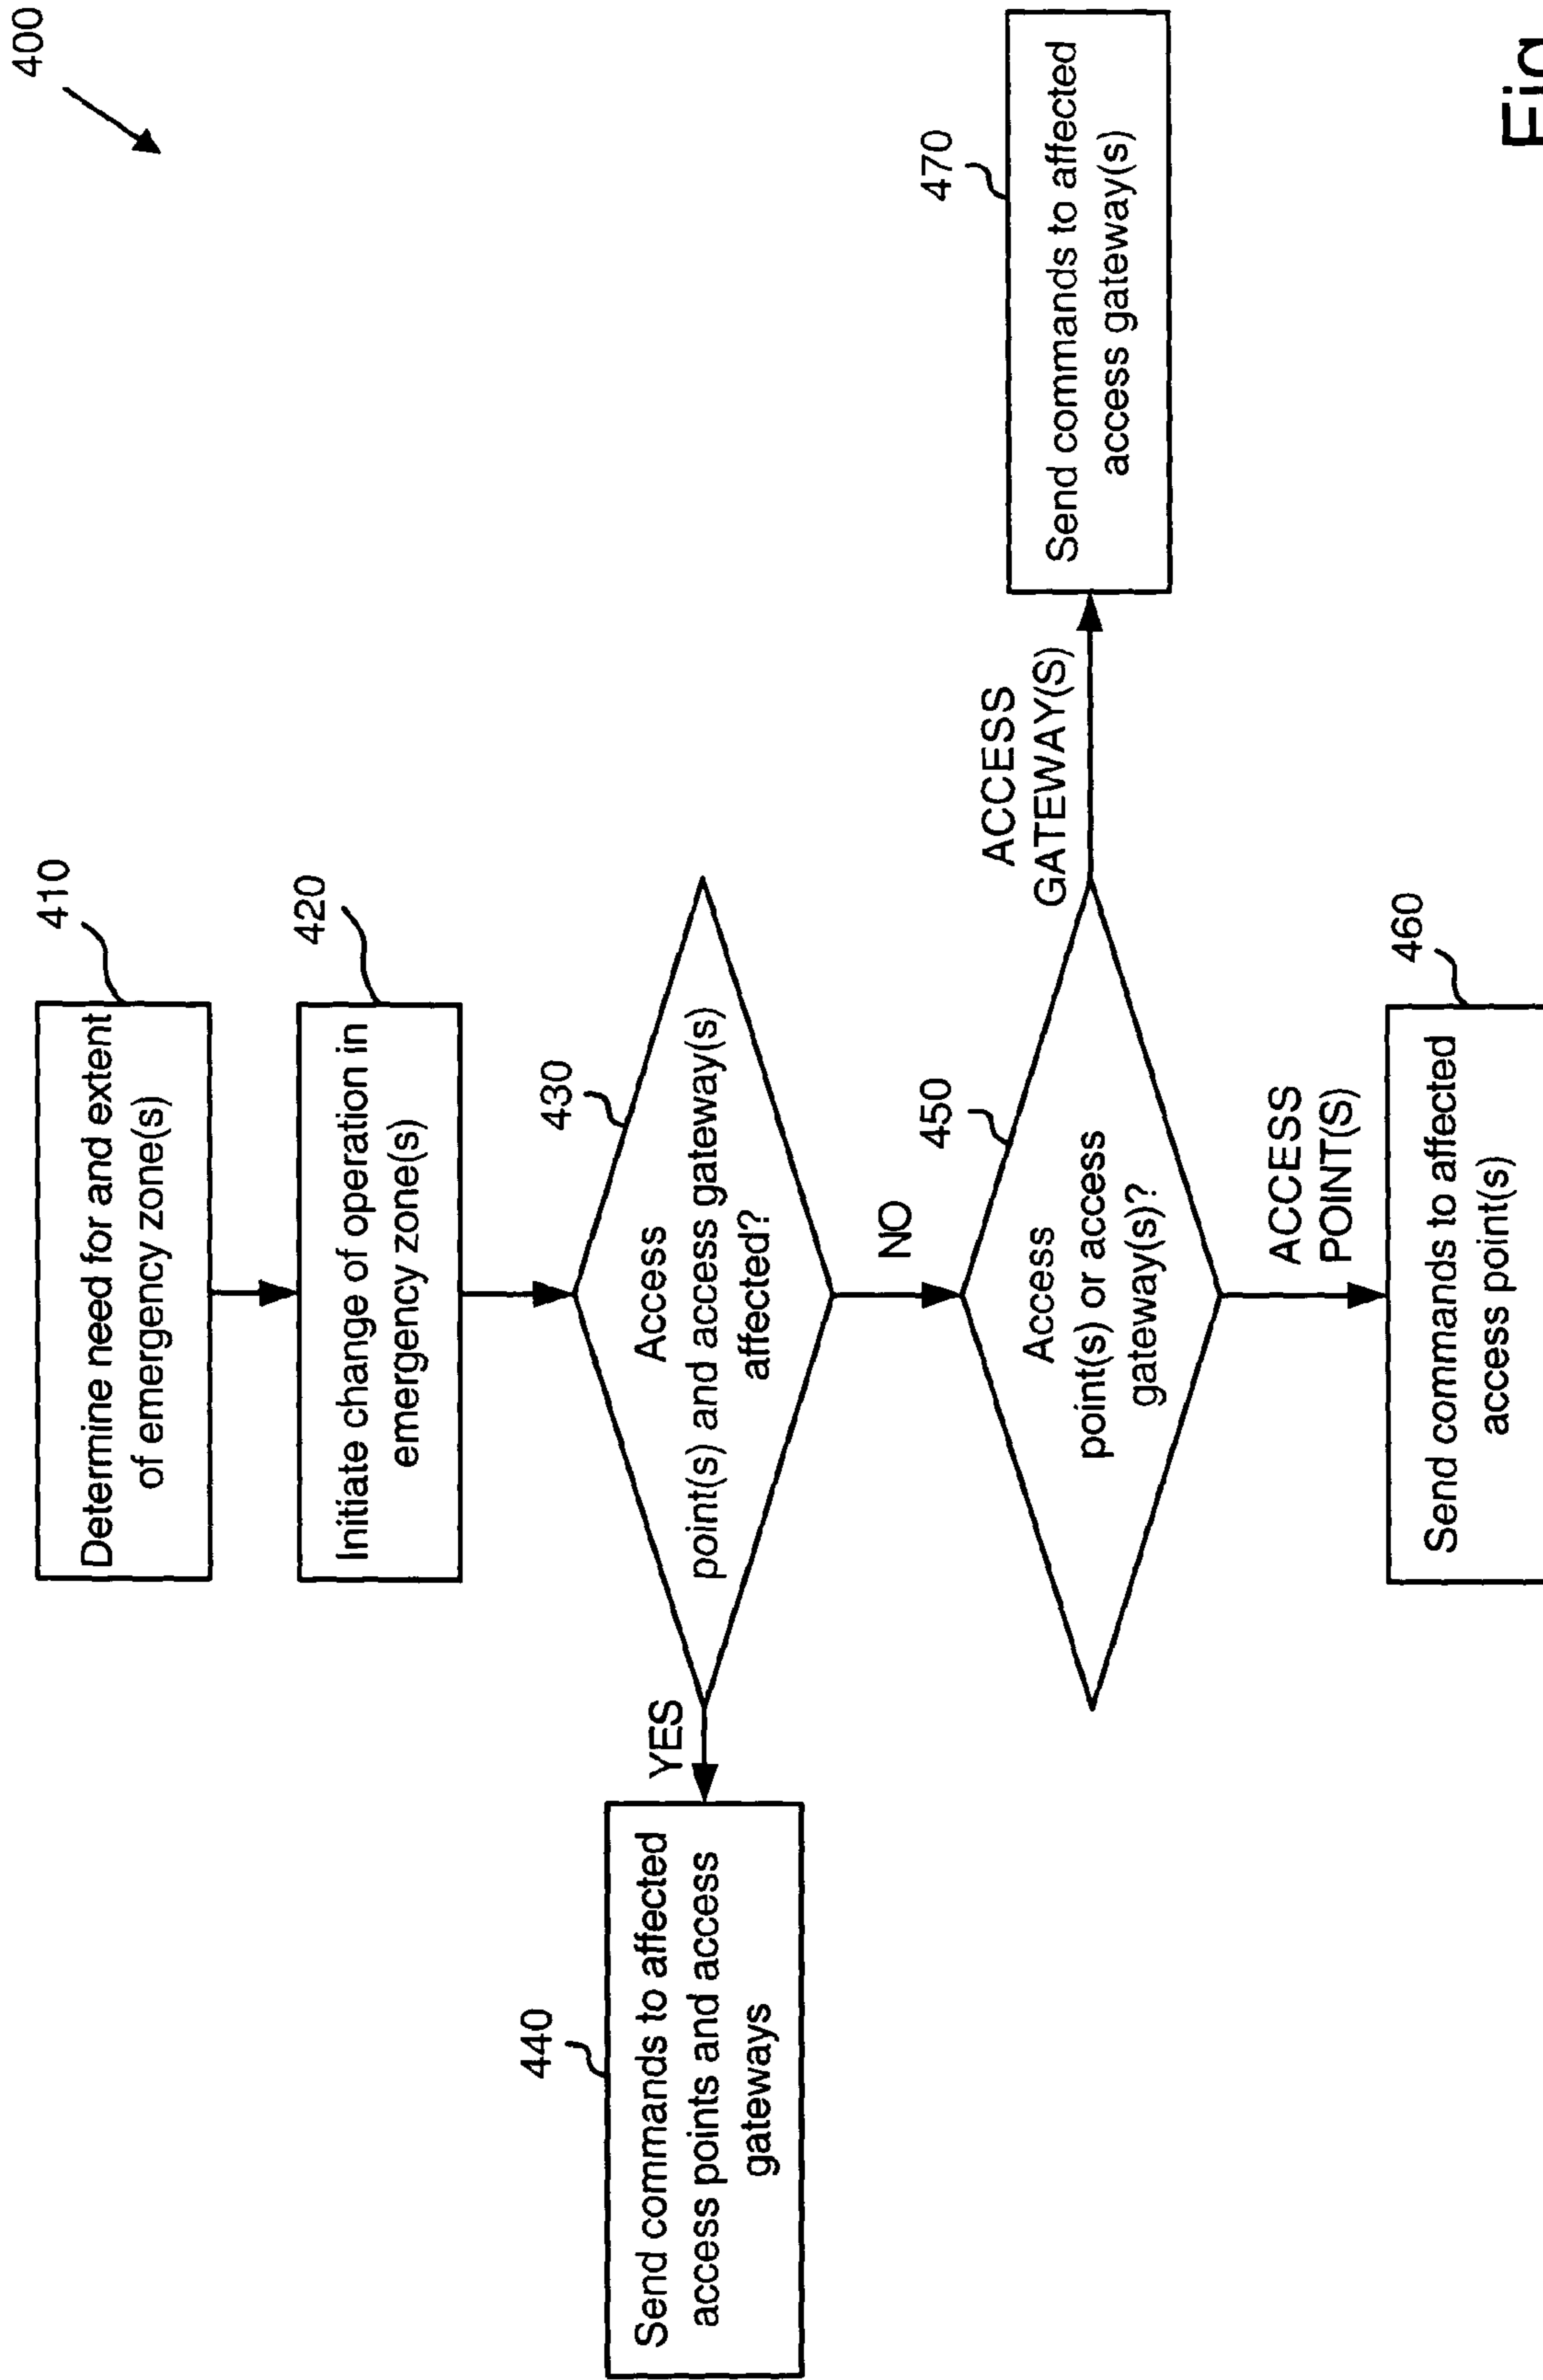 400
410
Determine need for and extent
of emergency zone(s)
420
Initiate change of operation in
emergency zone(s)
430
Access
point(s) and access gateway(s)
affected?
YES
440
Send commands to affected
access points and access
gateways
NO
450
Access
point(s) or access
gateway(s)?
ACCESS
GATEWAY(S)
470
Send commands to affected
access gateway(s)
ACCESS
POINT(S)
460
Send commands to affected
access point(s)